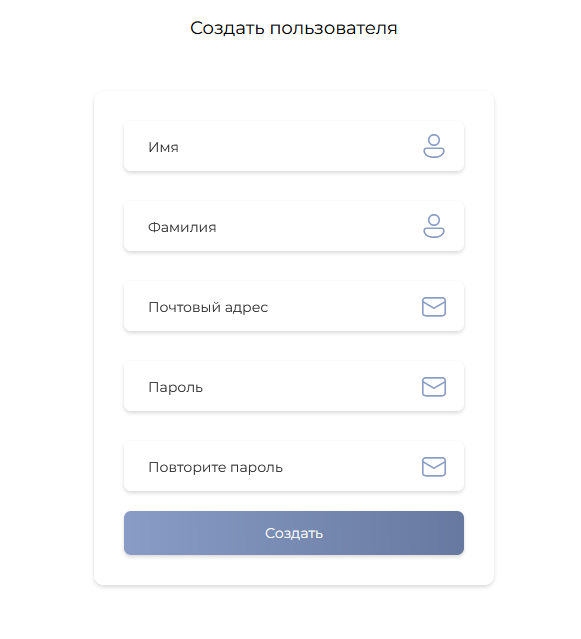 Создать пользователя
Имя
Фамилия
Почтовый адрес
Пароль
Повторите пароль
Создать